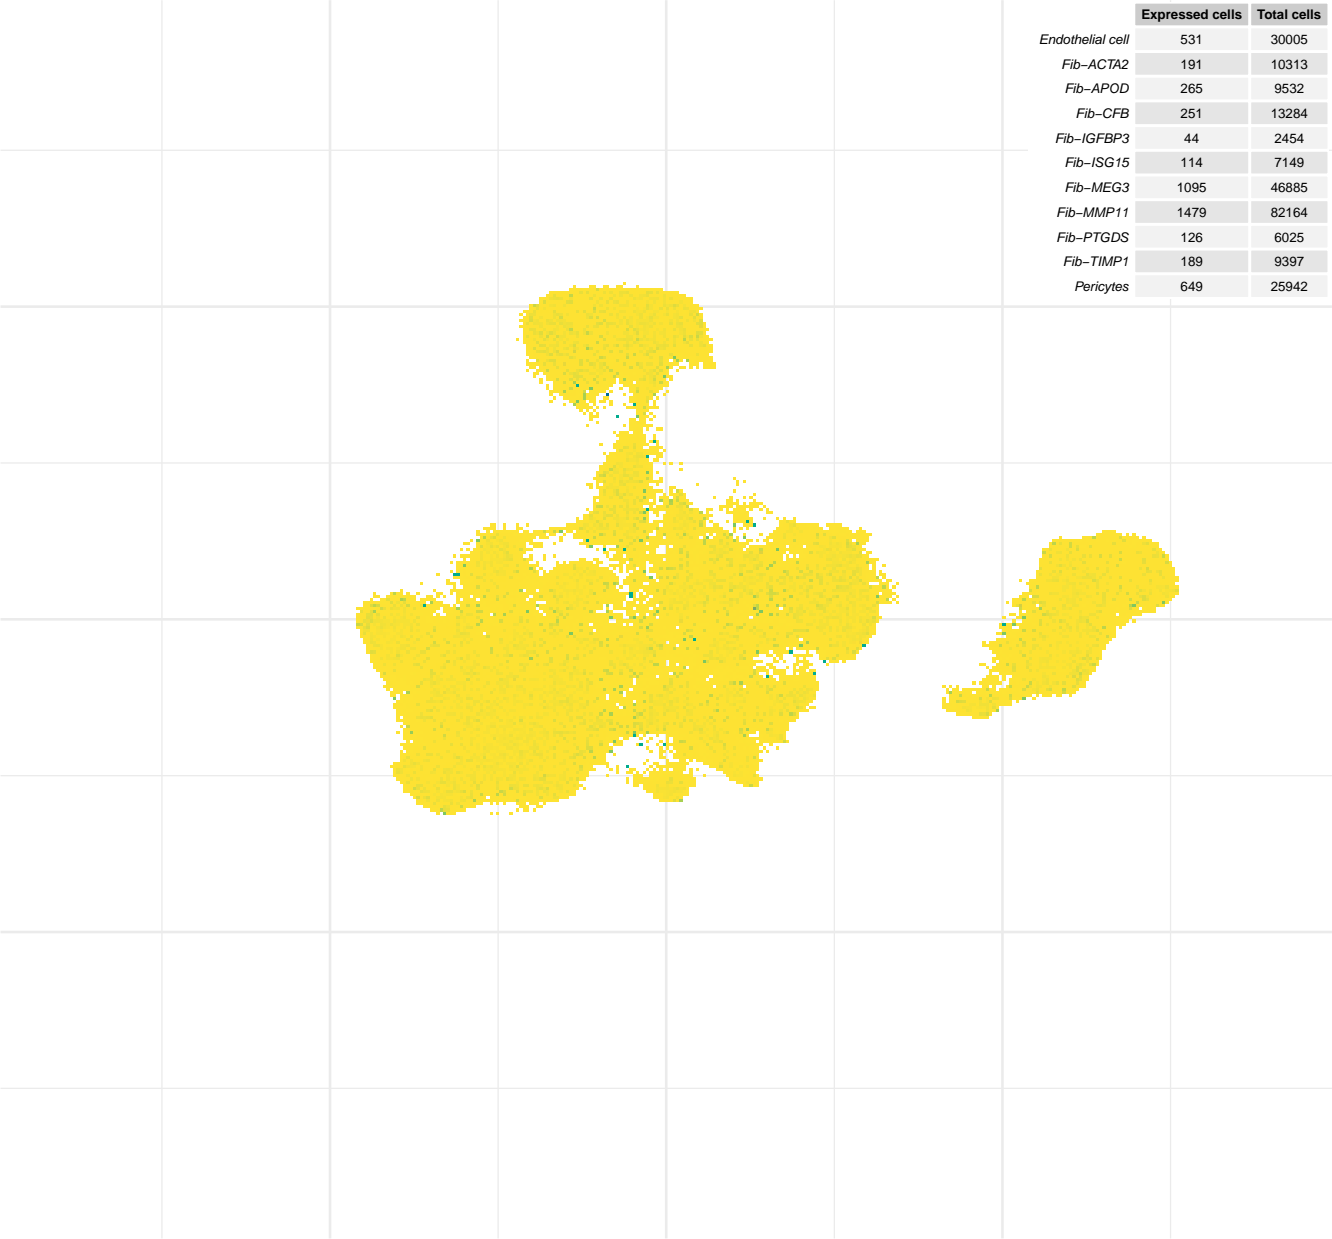 Expressed cells Total cells
Endothelial cell 531 30005
Fib−ACTA2 191 10313
Fib−APOD 265 9532
Fib−CFB 251 13284
Fib−IGFBP3 44 2454
Fib−ISG15 114 7149
Fib−MEG3 1095 46885
Fib−MMP11 1479 82164
Fib−PTGDS 126 6025
Fib−TIMP1 189 9397
Pericytes 649 25942